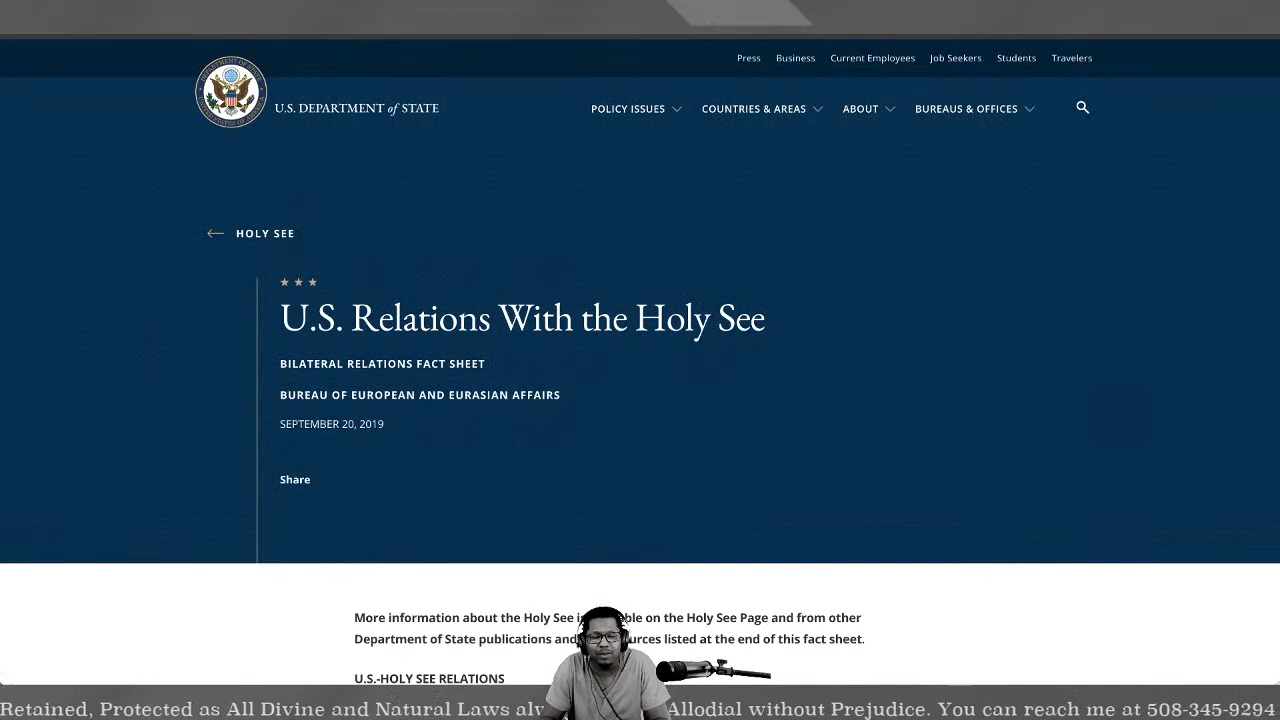 Press Business Current Employees Job Seekers Students Travelers
U.S. DEPARTMENT of STATE
POLICY ISSUES COUNTRIES & AREAS ABOUT BUREAUS & OFFICES
HOLY SEE
U.S. Relations With the Holy See
BILATERAL RELATIONS FACT SHEET
BUREAU OF EUROPEAN AND EURASIAN AFFAIRS
SEPTEMBER 20, 2019
Share
More information about the Holy See on the Holy See Page and from other
Department of State publications and listed at the end of this fact sheet.
U.S.-HOLY SEE RELATIONS
Retained, Protected as All Divine and Natural Laws Allodial without Prejudice. You can reach me at 508-345-9294